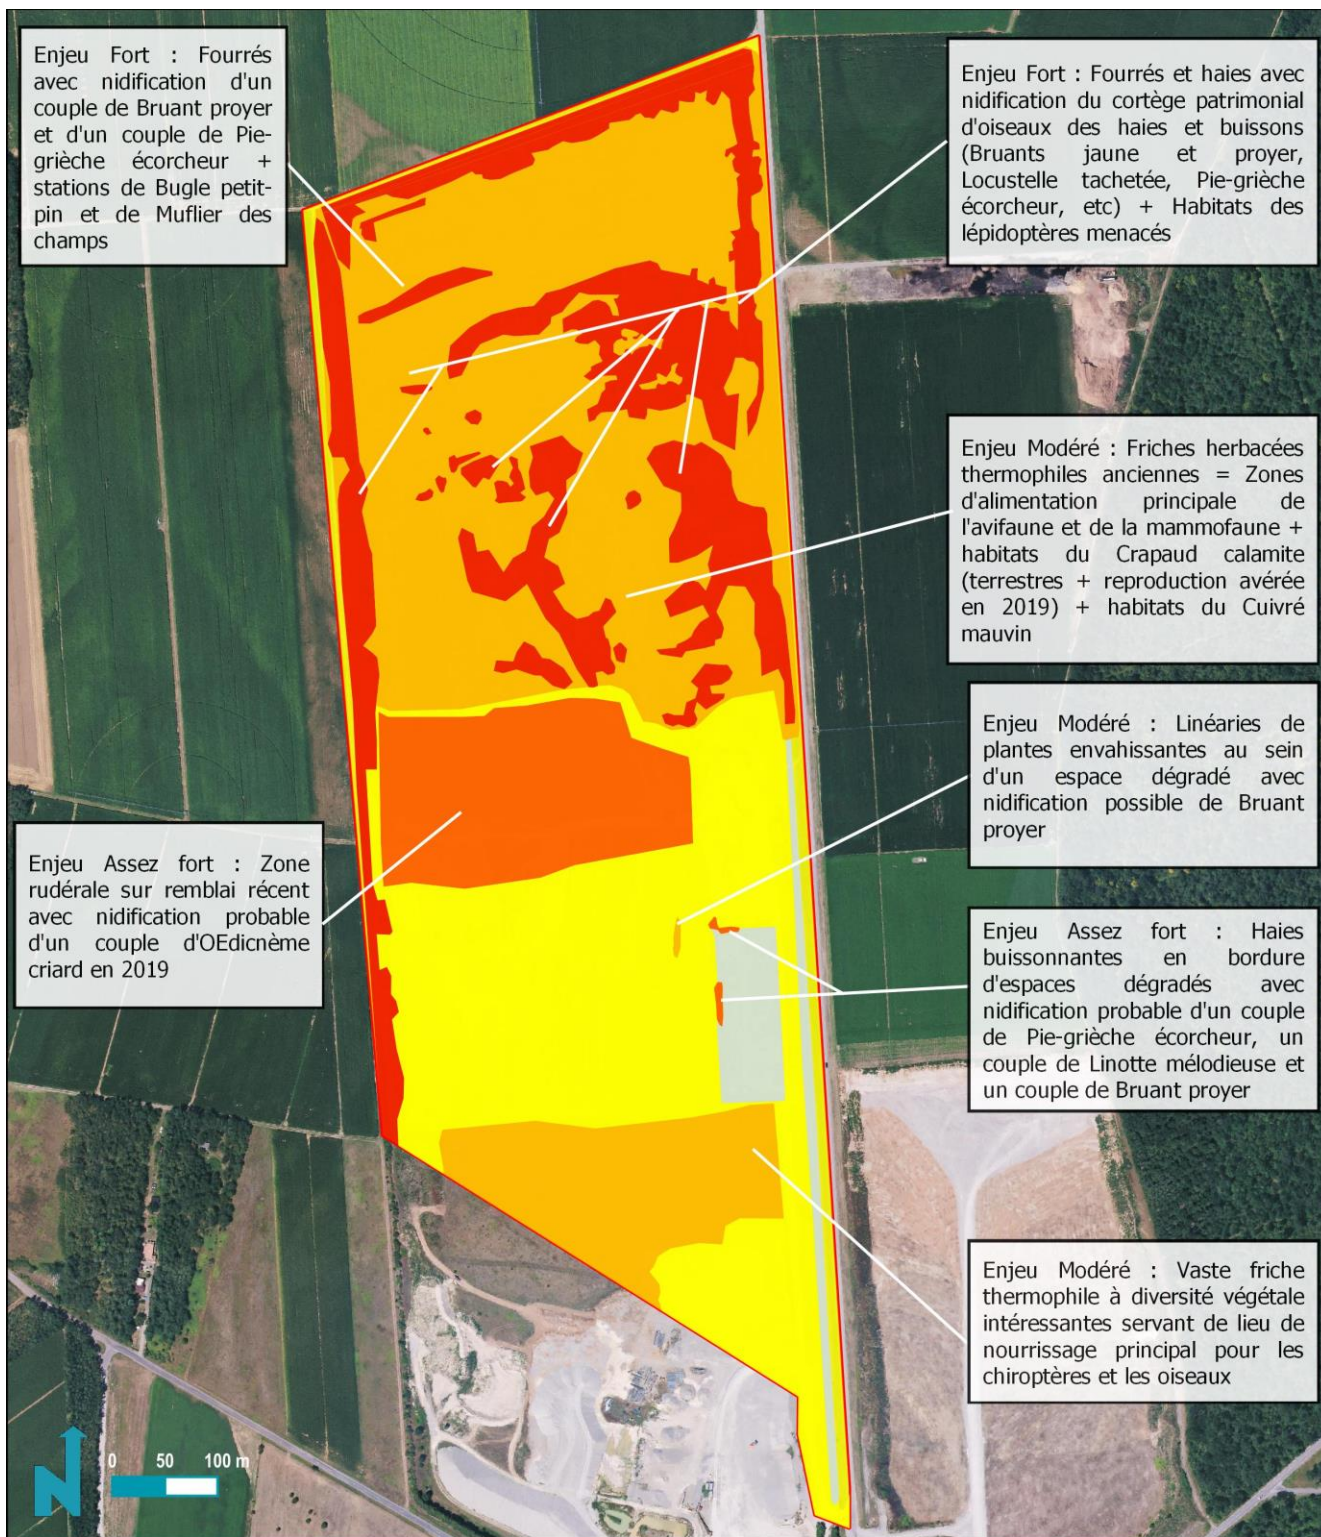 Enjeu Fort : Fourrés
avec nidification d'un
couple de Bruant proyer
et d'un couple de Pie-
grièche écorcheur +
stations de Bugle petit-
pin et de Muflier des
champs
Enjeu Fort : Fourrés et haies avec
nidification du cortège patrimonial
d'oiseaux des haies et buissons
(Bruants jaune et proyer,
Locustelle tachetée, Pie-grièche
écorcheur, etc) + Habitats des
lépidoptères menacés
Enjeu Modéré : Friches herbacées
thermophiles anciennes = Zones
d'alimentation principale de
l'avifaune et de la mammofaune +
habitats du Crapaud calamite
(terrestres + reproduction avérée
en 2019) + habitats du Cuivré
mauvin
Enjeu Modéré : Linéaries de
plantes envahissantes au sein
d'un espace dégradé avec
nidification possible de Bruant
proyer
Enjeu Assez fort : Zone
rudérale sur remblai récent
avec nidification probable
d'un couple d'OEdicnème
criard en 2019
Enjeu Assez fort : Haies
buissonnantes en bordure
d'espaces dégradés avec
nidification probable d'un couple
de Pie-grièche écorcheur, un
couple de Linotte mélodieuse et
un couple de Bruant proyer
Enjeu Modéré : Vaste friche
thermophile à diversité végétale
intéressantes servant de lieu de
nourrissage principal pour les
chiroptères et les oiseaux
N
0 50 100 m